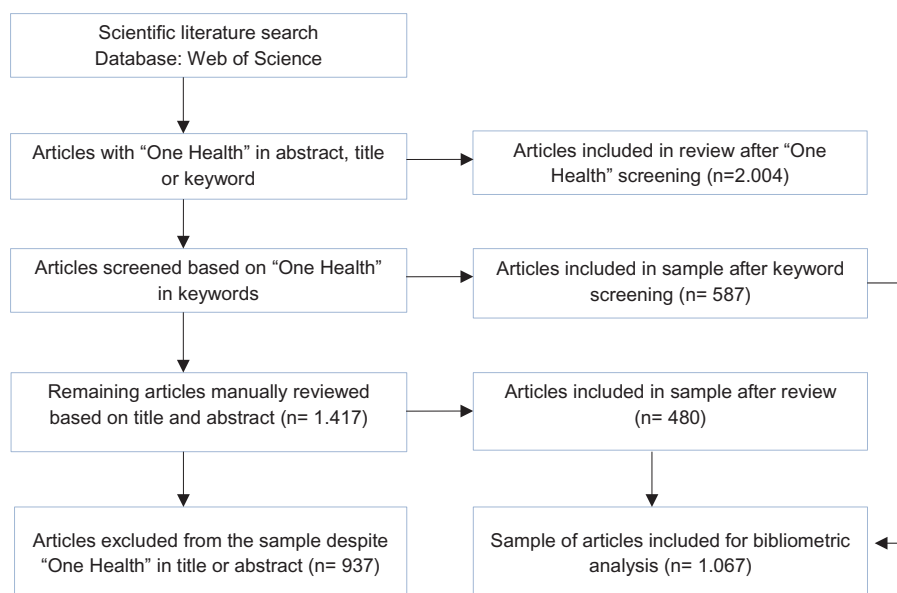 Scientific literature search
Database: Web of Science
Articles with “One Health” in abstract, title
or keyword
Articles included in review after “One
Health” screening (n=2.004)
Articles screened based on “One Health”
in keywords
Articles included in sample after keyword
screening (n= 587)
Remaining articles manually reviewed
based on title and abstract (n= 1.417)
Articles included in sample after review
(n= 480)
Articles excluded from the sample despite
“One Health” in title or abstract (n= 937)
Sample of articles included for bibliometric
analysis (n= 1.067)